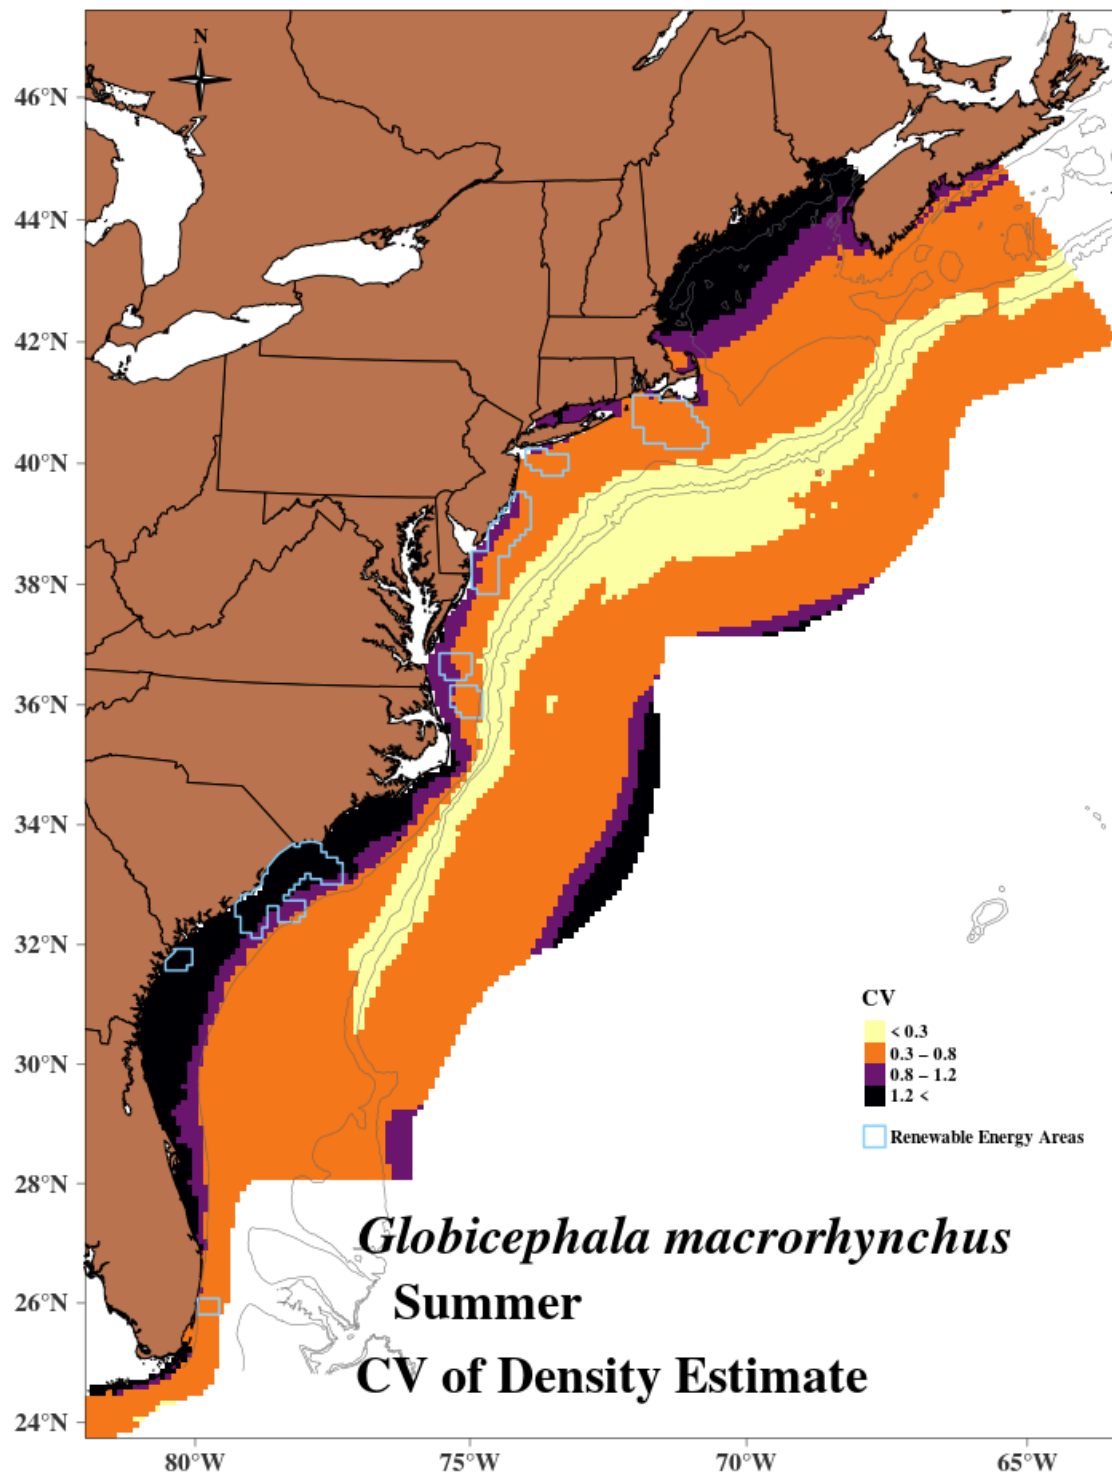 N
46°N
44°N
42°N
40°N
38°N
36°N
34°N
32°N
30°N
28°N
26°N
24°N
CV
< 0.3
0.3 – 0.8
0.8 – 1.2
1.2 <
Renewable Energy Areas
Globicephala macrorhynchus
Summer
CV of Density Estimate
80°W 75°W 70°W 65°W